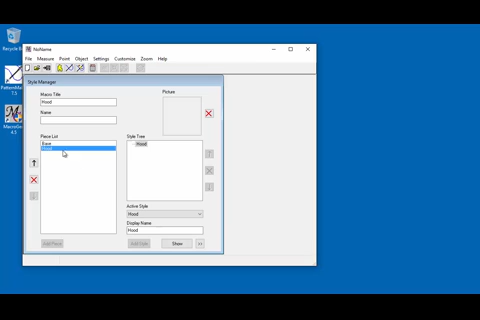 Recycle B
NoName
File Measure Point Object Settings Customize Zoom Help
Style Manager
Macro Title
Hood
Name
Picture
Piece List
Base
Hood
Style Tree
Hood
Active Style
Hood
Display Name
Hood
Add Piece
Add Style
Show
PatternMa
7.5
MacroGen
4.5